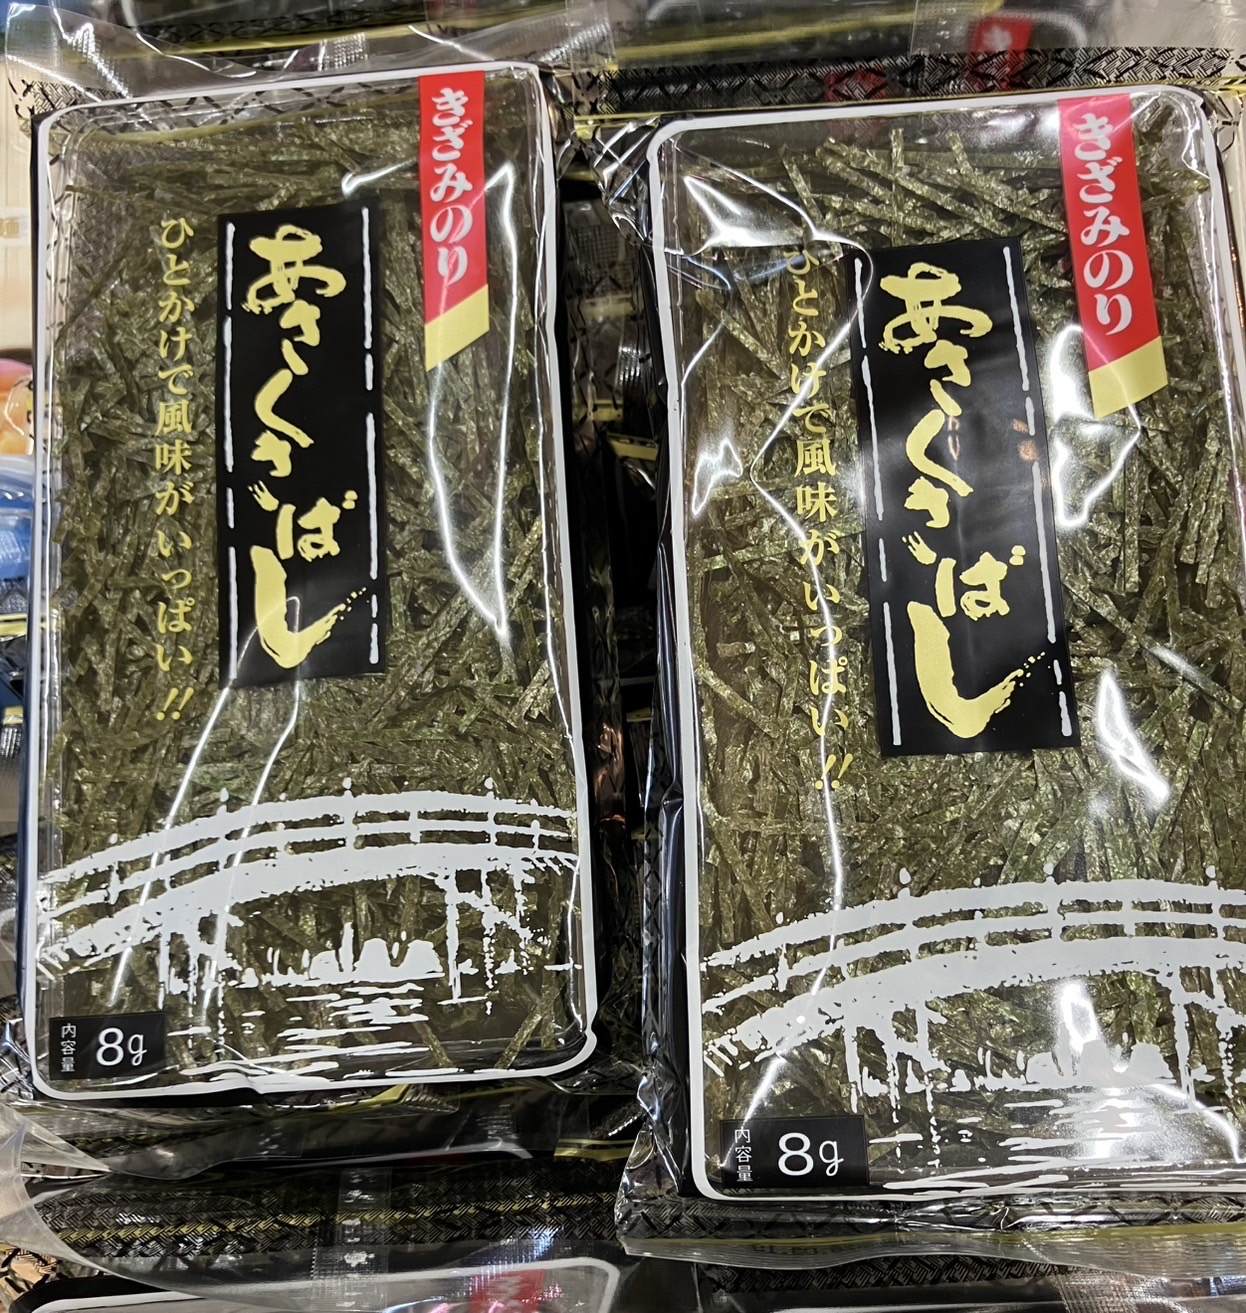 きざみのり
あさくさばし
ひとかけで風味がいっぱい!!
内容量 8g
きざみのり
あさくさばし
ひとかけで風味がいっぱい!!
内容量 8g